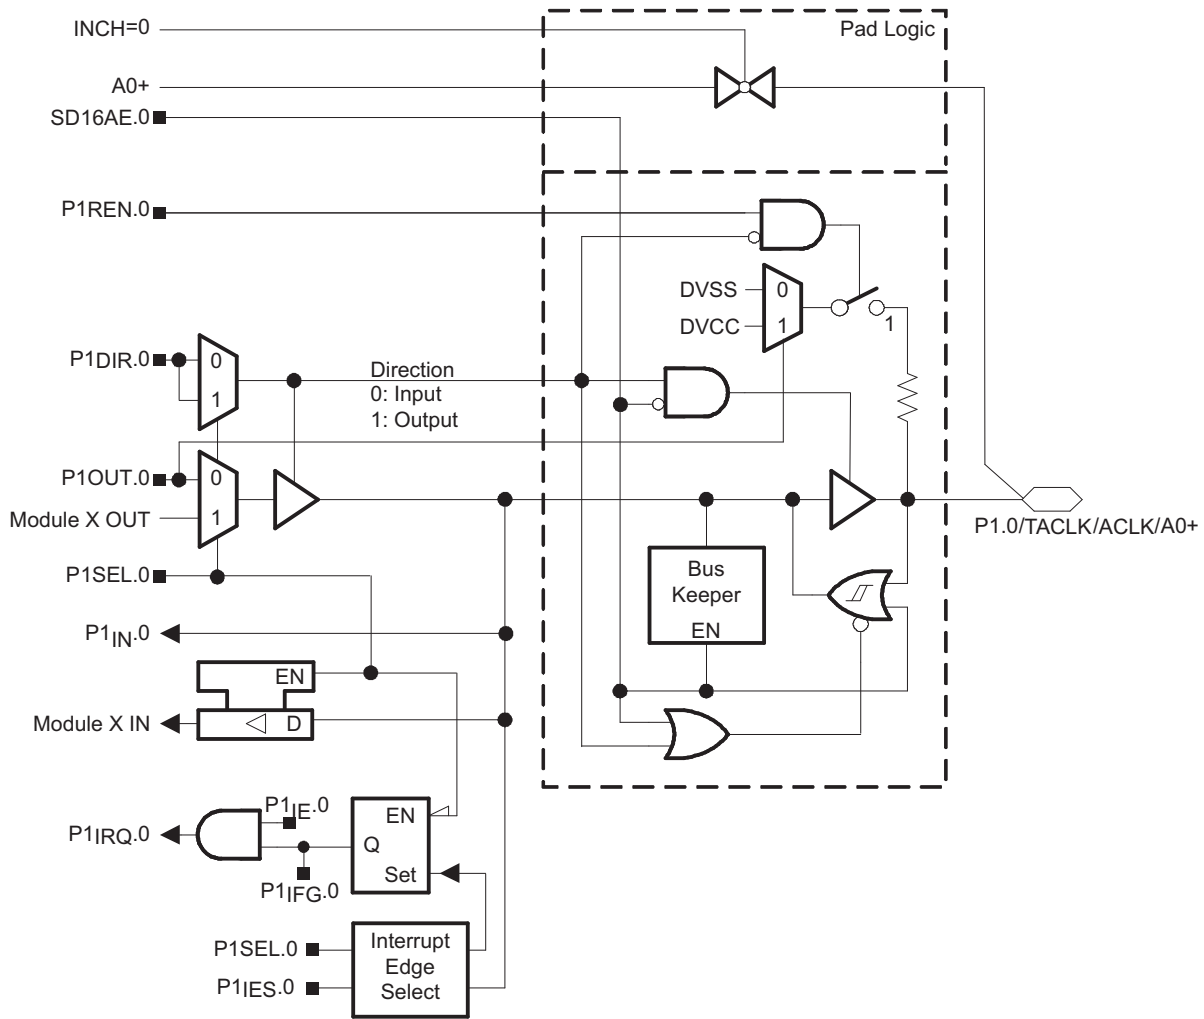 INCH=0
Pad Logic
A0+
SD16AE.0
P1REN.0
DVSS
0
DVCC
1
1
P1DIR.0
0
1
Direction
0: Input
1: Output
P1OUT.0
0
Module X OUT
1
P1.0/TACLK/ACLK/A0+
P1SEL.0
Bus
Keeper
EN
P1IN.0
EN
Module X IN
D
P1IE.0
P1IRQ.0
EN
Q
Set
P1IFG.0
P1SEL.0
P1IES.0
Interrupt
Edge
Select